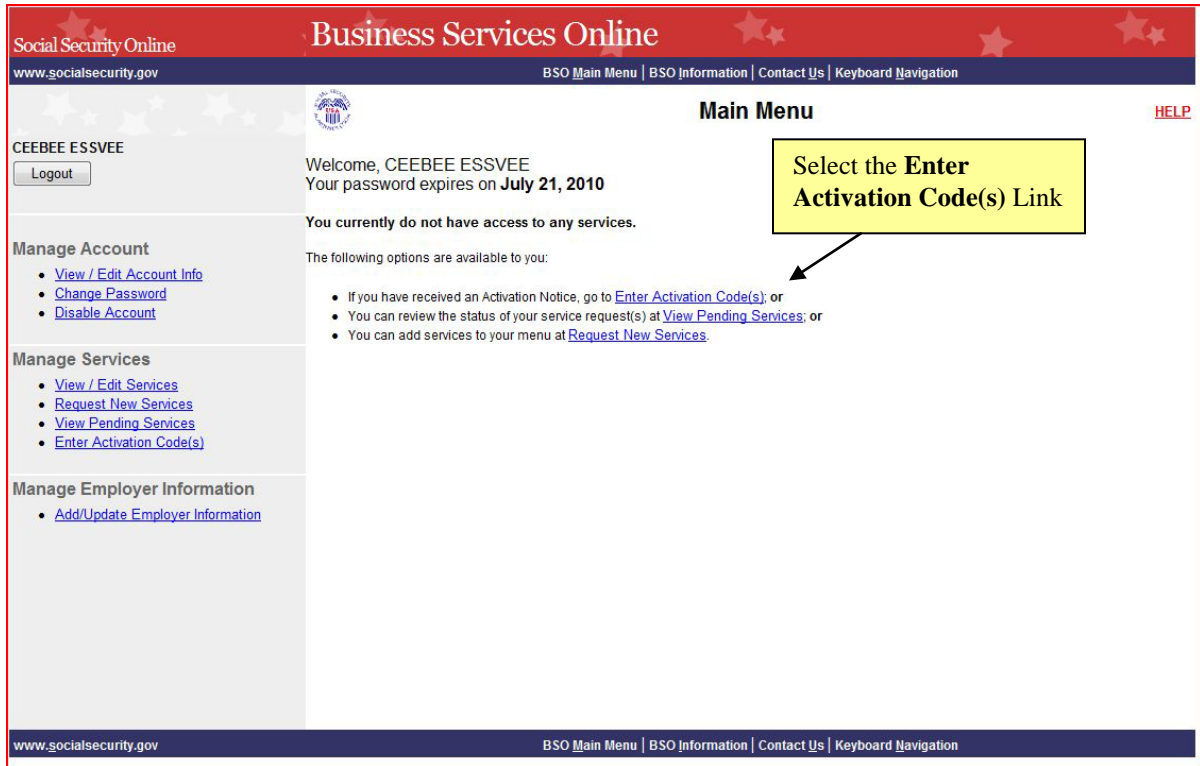 Social Security Online
Business Services Online
www.socialsecurity.gov
BSO Main Menu | BSO Information | Contact Us | Keyboard Navigation
CEEBEE ESSVEE
Logout
Manage Account
• View / Edit Account Info
• Change Password
• Disable Account
Manage Services
• View / Edit Services
• Request New Services
• View Pending Services
• Enter Activation Code(s)
Manage Employer Information
• Add/Update Employer Information
Main Menu
HELP
Welcome, CEEBEE ESSVEE
Your password expires on July 21, 2010
You currently do not have access to any services.
The following options are available to you:
• If you have received an Activation Notice, go to Enter Activation Code(s); or
• You can review the status of your service request(s) at View Pending Services; or
• You can add services to your menu at Request New Services.
Select the Enter
Activation Code(s) Link
www.socialsecurity.gov
BSO Main Menu | BSO Information | Contact Us | Keyboard Navigation